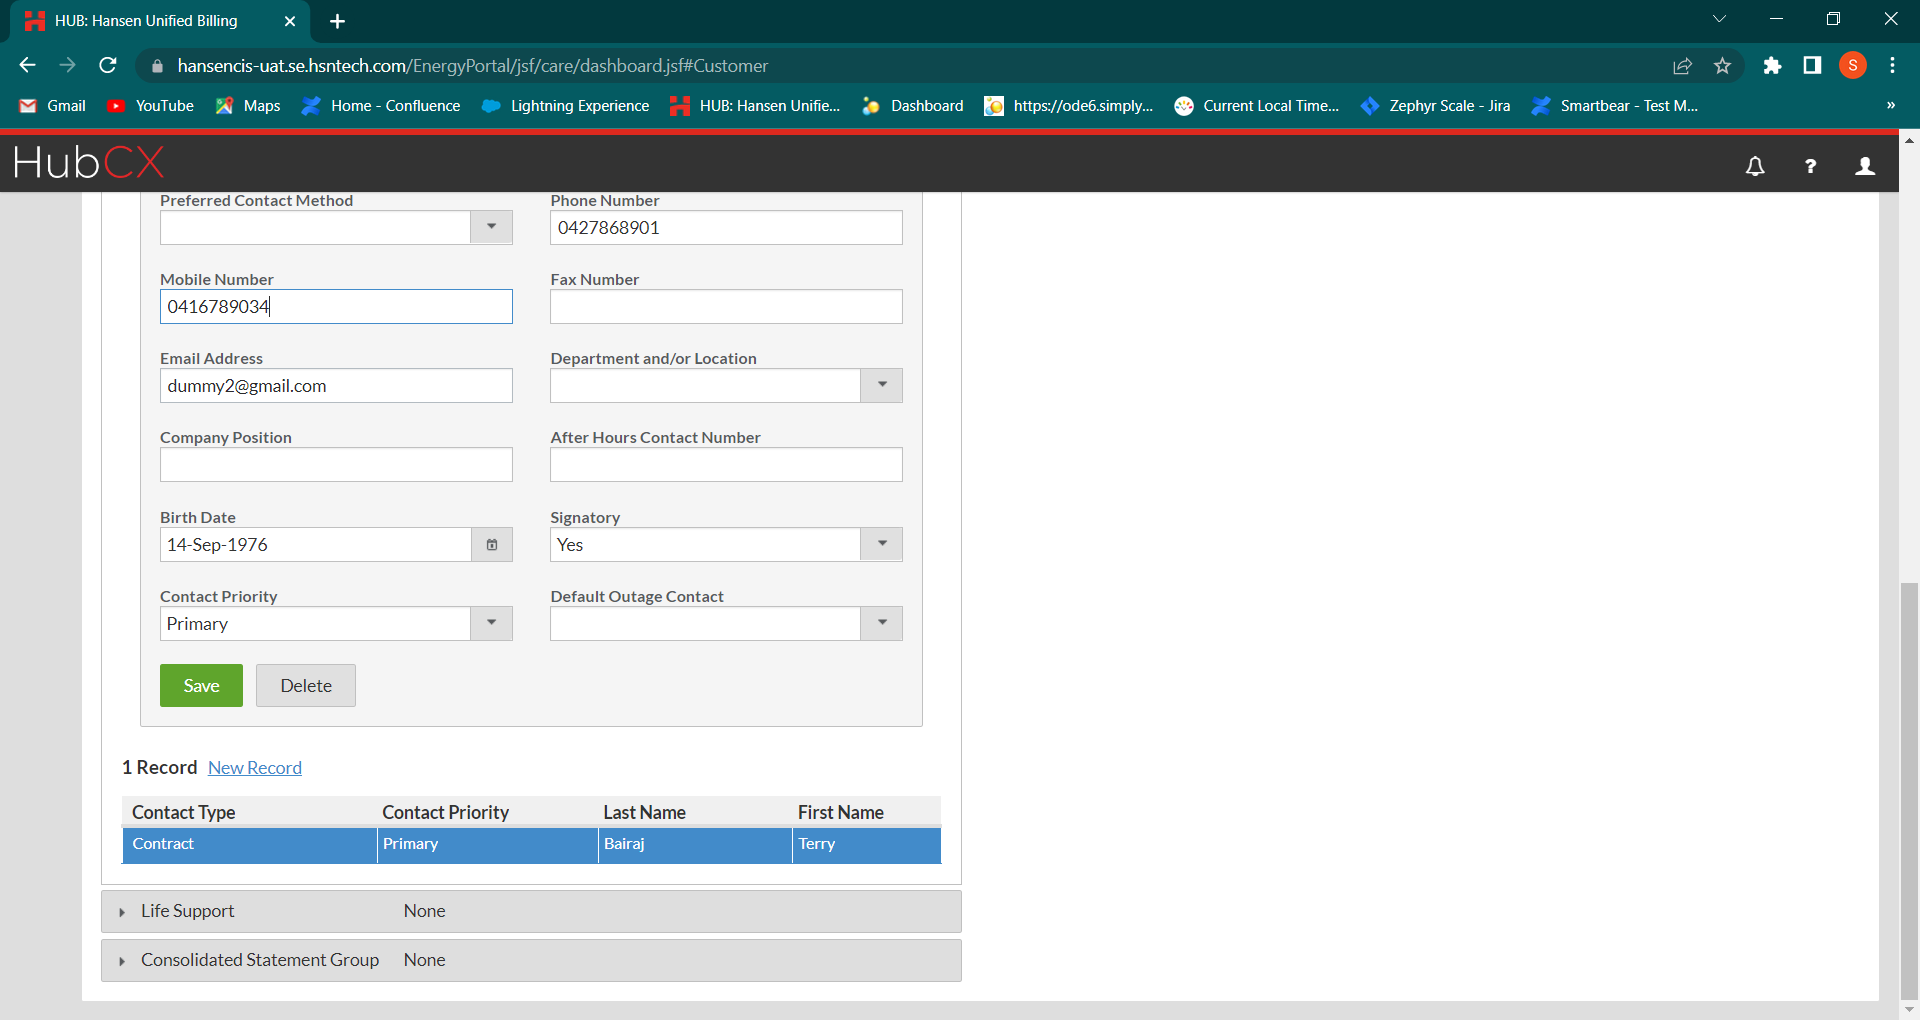 HUB: Hansen Unified Billing
hansencis-uat.se.hsntech.com/EnergyPortal/jsf/care/dashboard.jsf#Customer
S
Gmail YouTube Maps Home - Confluence Lightning Experience HUB: Hansen Unifie... Dashboard https://ode6.simply... Current Local Time... Zephyr Scale - Jira Smartbear - Test M... »
HubCX ?
Preferred Contact Method Phone Number
0427868901
Mobile Number Fax Number
0416789034
Email Address Department and/or Location
dummy2@gmail.com
Company Position After Hours Contact Number
Birth Date Signatory
14-Sep-1976 Yes
Contact Priority Default Outage Contact
Primary
Save Delete
1 Record New Record
Contact Type Contact Priority Last Name First Name
Contract Primary Bairaj Terry
Life Support None
Consolidated Statement Group None